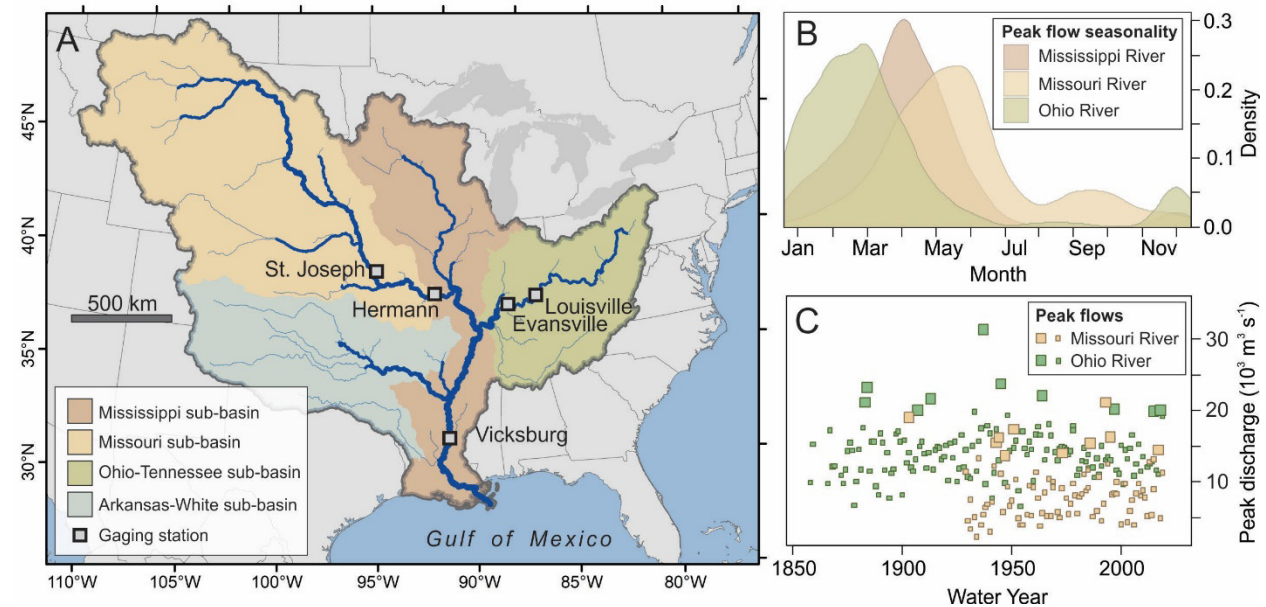 A
45°N
40°N
35°N
30°N
110°W
105°W
100°W
95°W
90°W
85°W
80°W
500 km
St. Joseph
Hermann
Louisville
Evansville
Vicksburg
Gulf of Mexico
Mississippi sub-basin
Missouri sub-basin
Ohio-Tennessee sub-basin
Arkansas-White sub-basin
Gaging station
B
Peak flow seasonality
Mississippi River
Missouri River
Ohio River
0.3
0.2
0.1
0.0
Density
Jan
Mar
May
Jul
Sep
Nov
Month
C
Peak flows
Missouri River
Ohio River
30
20
10
Peak discharge (10³ m³ s⁻¹)
1850
1900
1950
2000
Water Year